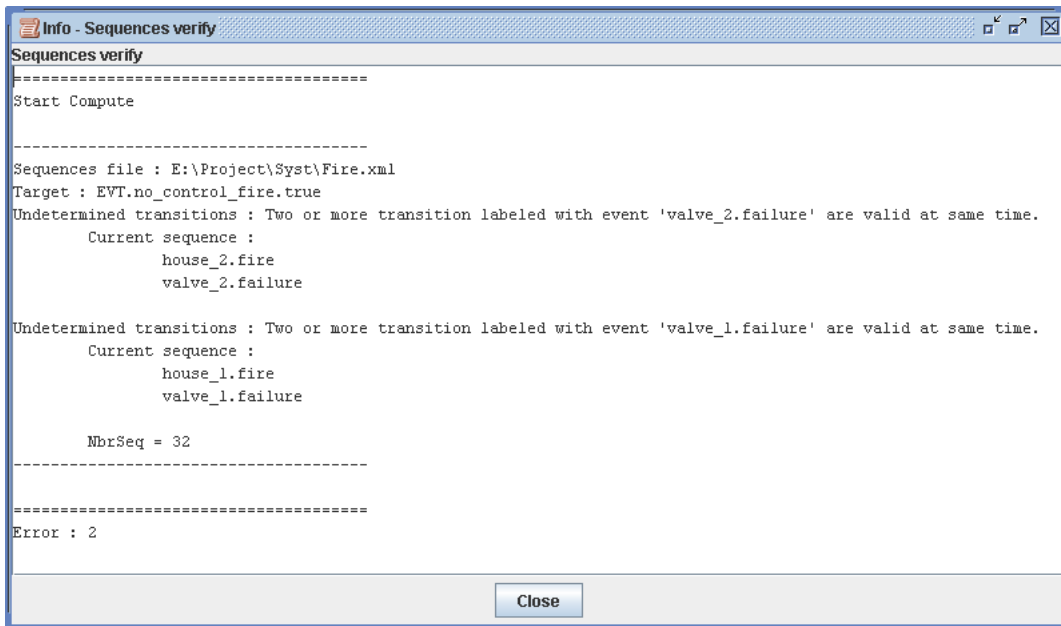 Info - Sequences verify
Sequences verify
======================================
Start Compute
--------------------------------------
Sequences file : E:\Project\Syst\Fire.xml
Target : EVT.no_control_fire.true
Undetermined transitions : Two or more transition labeled with event 'valve_2.failure' are valid at same time.
Current sequence :
house_2.fire
valve_2.failure
Undetermined transitions : Two or more transition labeled with event 'valve_1.failure' are valid at same time.
Current sequence :
house_1.fire
valve_1.failure
NbrSeq = 32
--------------------------------------
======================================
Error : 2
Close